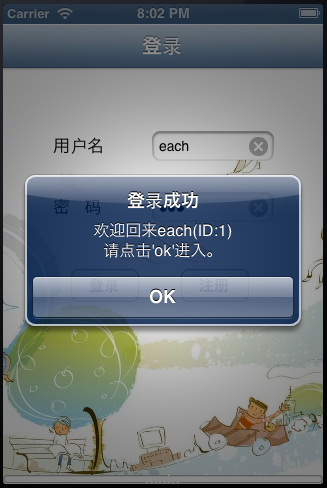 Carrier 8:02 PM
登录
用户名 each
登录成功
密 码
欢迎回来each(ID:1)
请点击'ok'进入。
登录 注册
OK